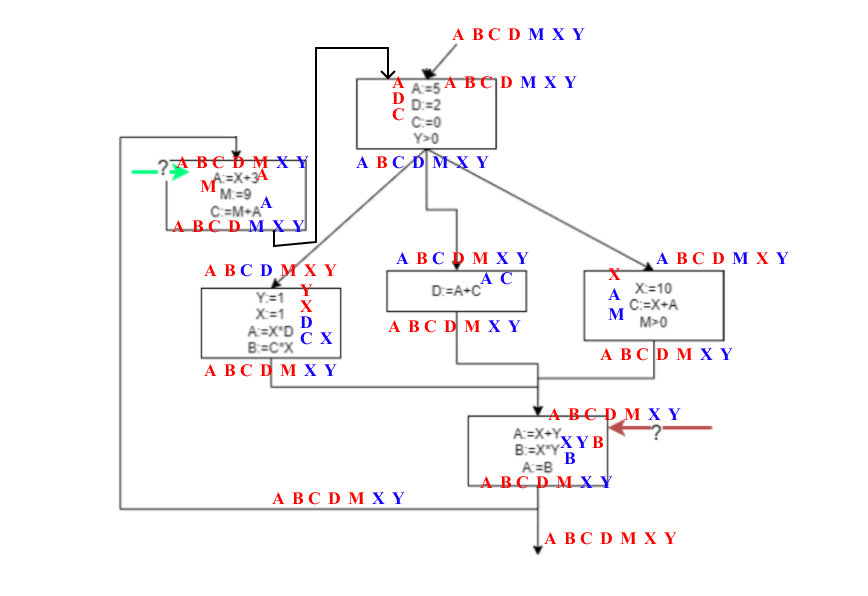 A B C D M X Y
A A:=5 A B C D M X Y
D D:=2
C C:=0
Y>0
A B C D M X Y
A B C D M X Y
?
A:=X+3 A
M M:=9
A
C:=M+A
A B C D M X Y
A B C D M X Y
Y:=1 Y
X:=1 X
A:=X*D D
B:=C*X C X
A B C D M X Y
A B C D M X Y
A C
D:=A+C
A B C D M X Y
A B C D M X Y
X
X:=10
A C:=X+A
M M>0
A B C D M X Y
A B C D M X Y
?
A:=X+Y
B:=X*Y X Y B
A:=B B
A B C D M X Y
A B C D M X Y
A B C D M X Y